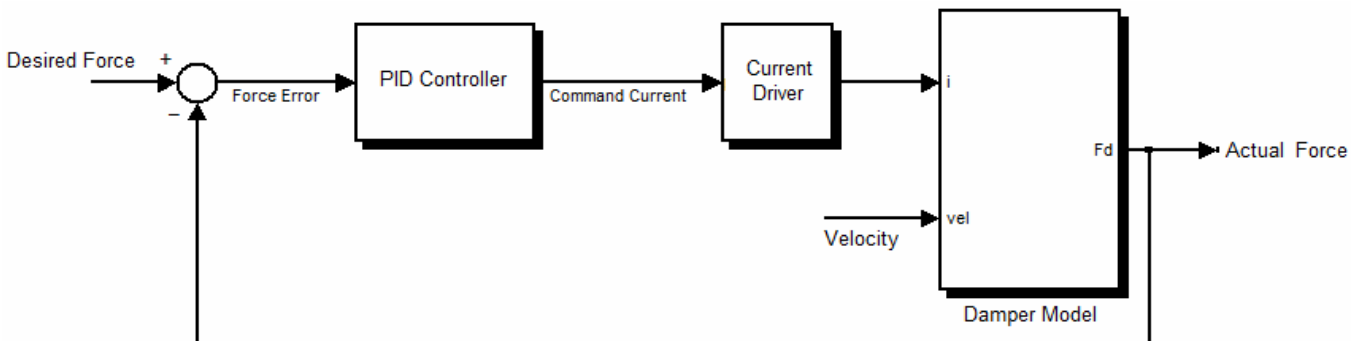 Desired Force
+
−
Force Error
PID Controller
Command Current
Current
Driver
i
Fd
vel
Velocity
Actual Force
Damper Model